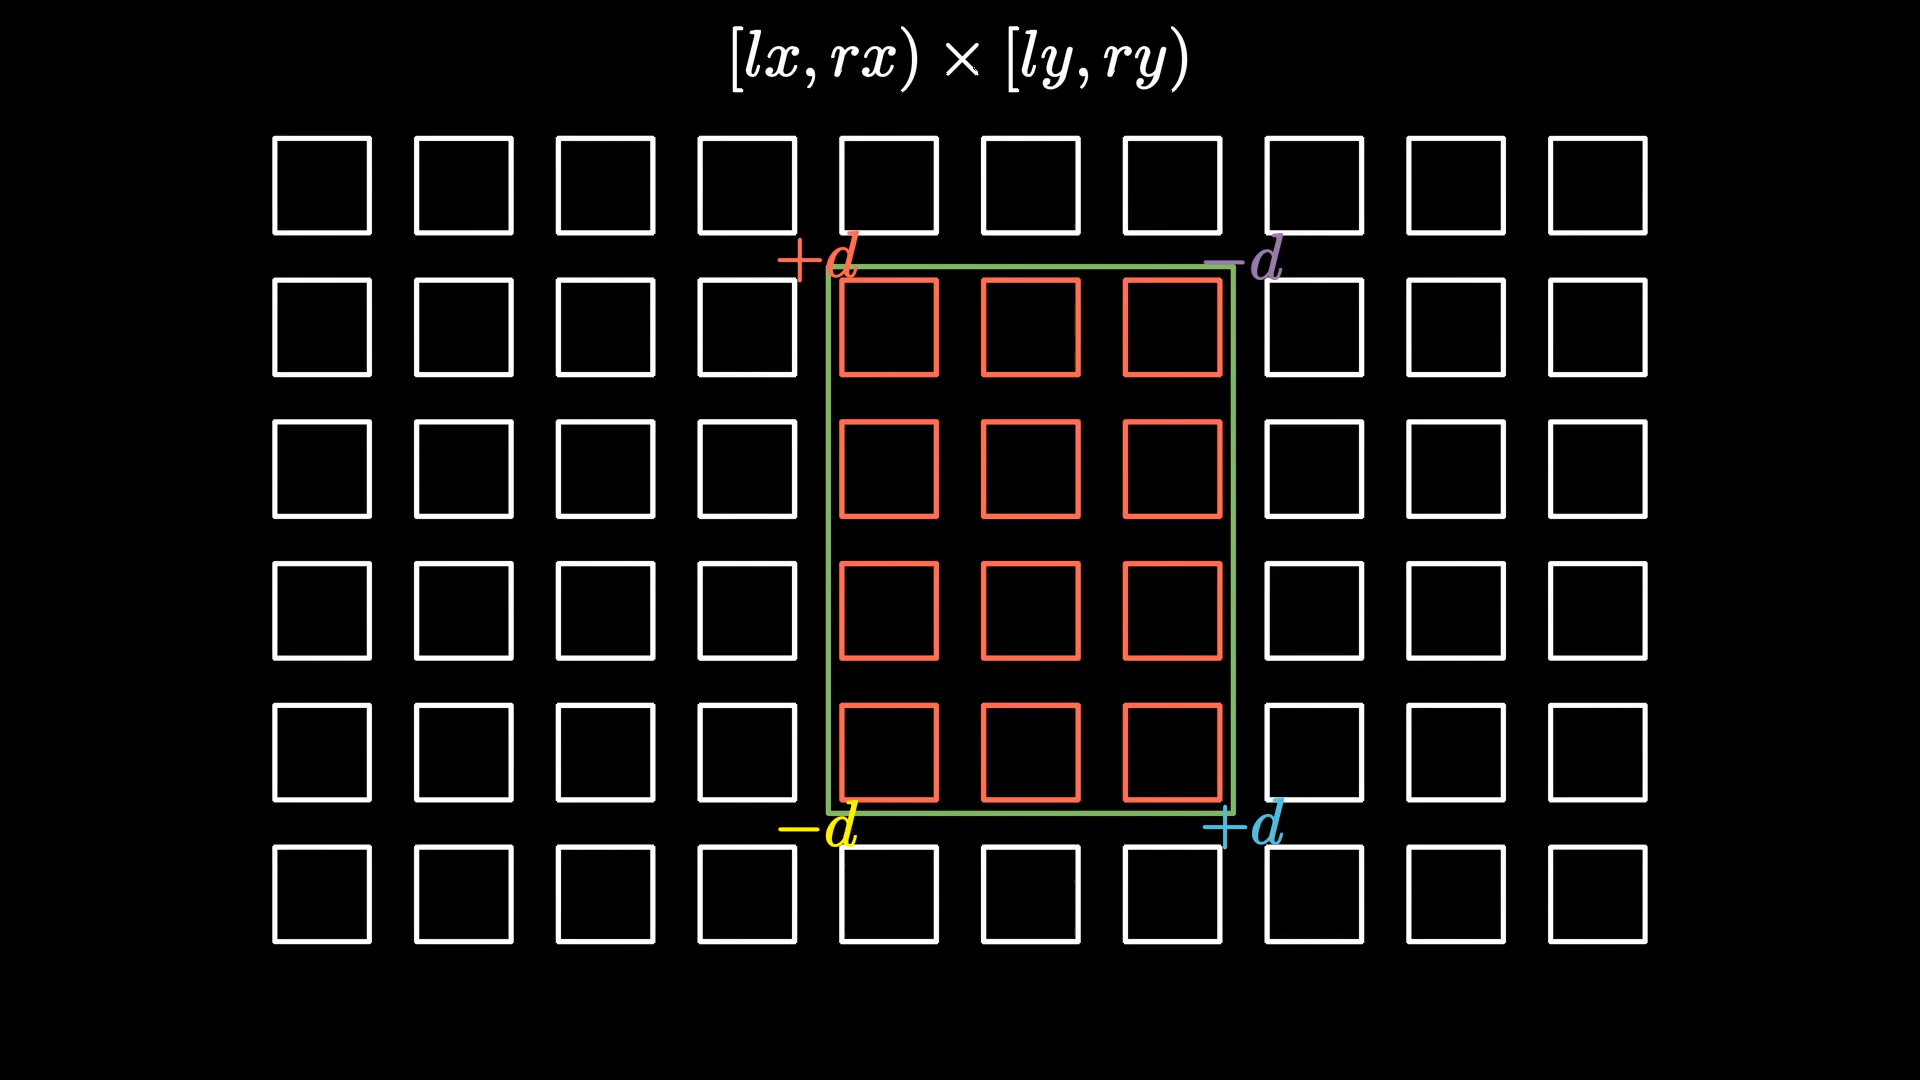 [lx, rx) × [ly, ry)
+d
−d
−d
+d